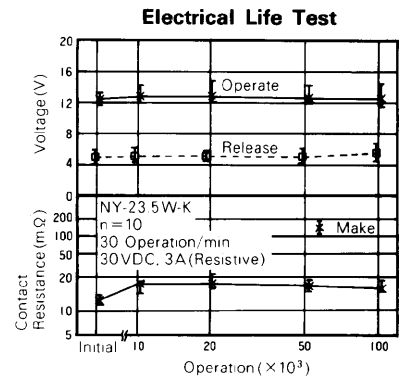 Electrical Life Test
Voltage (V)
20
16
12
8
4
0
Operate
Release
Contact
Resistance (mΩ)
200
100
50
20
10
5
NY-23.5W-K
n=10
30 Operation/min
30VDC, 3A (Resistive)
Make
Initial
10
20
50
100
Operation (×10³)